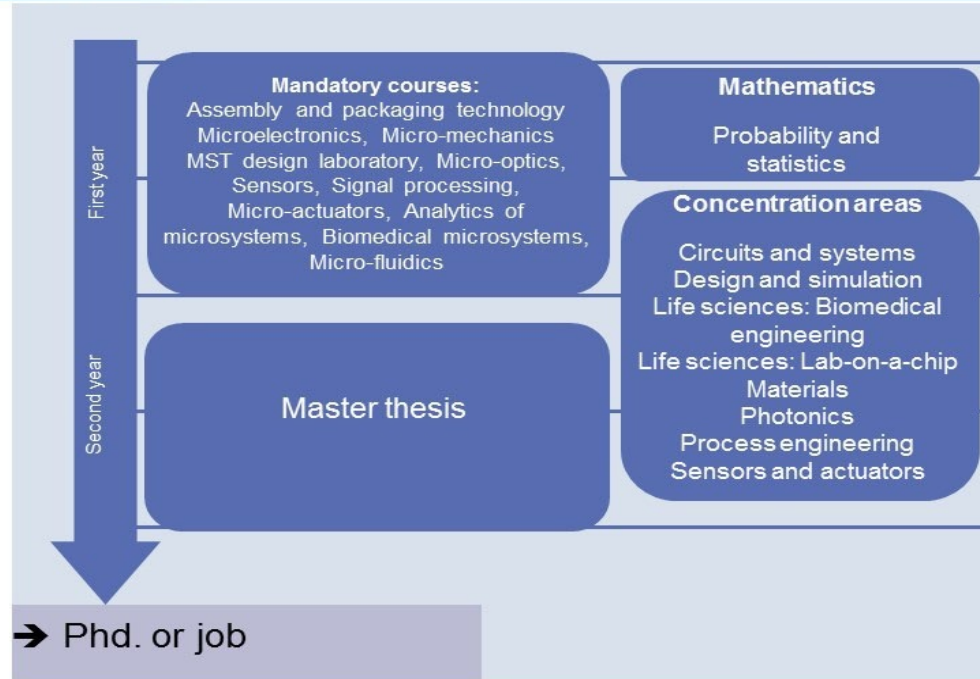 First year
Mandatory courses:
Assembly and packaging technology
Microelectronics, Micro-mechanics
MST design laboratory, Micro-optics,
Sensors, Signal processing,
Micro-actuators, Analytics of
microsystems, Biomedical microsystems,
Micro-fluidics
Mathematics
Probability and
statistics
Concentration areas
Circuits and systems
Design and simulation
Life sciences: Biomedical
engineering
Life sciences: Lab-on-a-chip
Materials
Photonics
Process engineering
Sensors and actuators
Second year
Master thesis
➔ Phd. or job